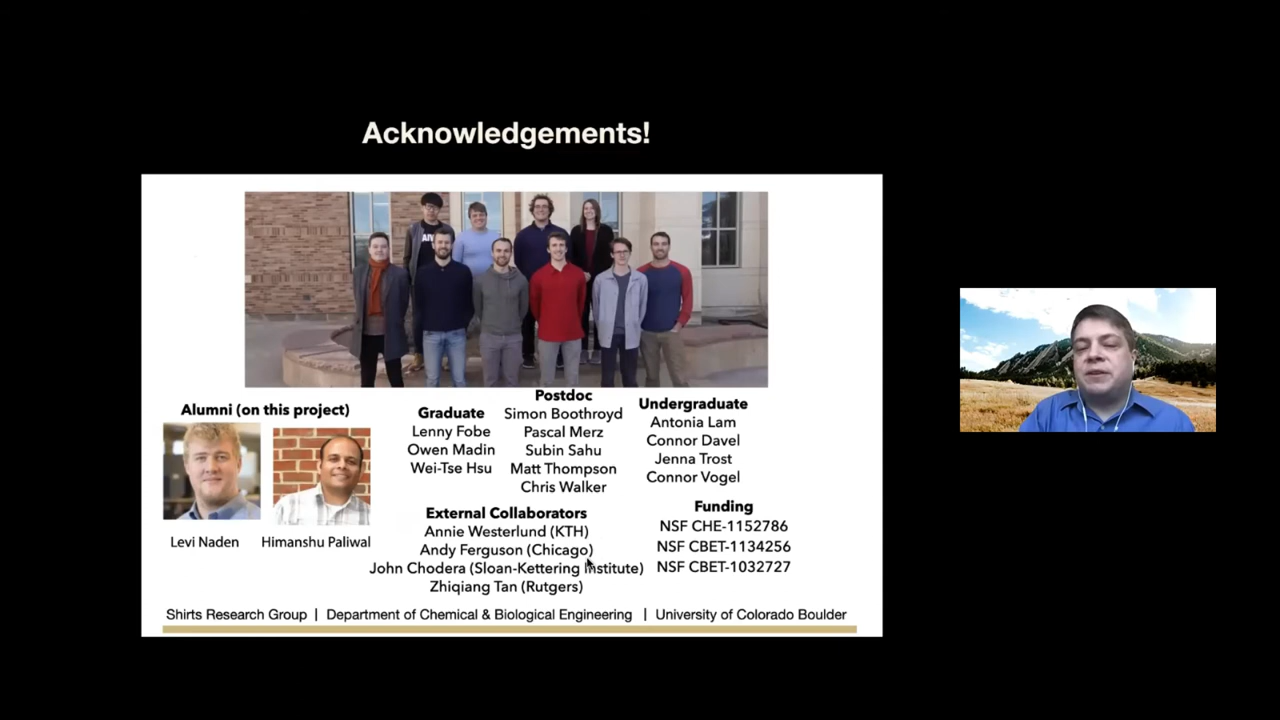 Acknowledgements!
Alumni (on this project)
Levi Naden
Himanshu Paliwal
Graduate
Lenny Fobe
Owen Madin
Wei-Tse Hsu
Postdoc
Simon Boothroyd
Pascal Merz
Subin Sahu
Matt Thompson
Chris Walker
Undergraduate
Antonia Lam
Connor Davel
Jenna Trost
Connor Vogel
External Collaborators
Annie Westerlund (KTH)
Andy Ferguson (Chicago)
John Chodera (Sloan-Kettering Institute)
Zhiqiang Tan (Rutgers)
Funding
NSF CHE-1152786
NSF CBET-1134256
NSF CBET-1032727
Shirts Research Group | Department of Chemical & Biological Engineering | University of Colorado Boulder